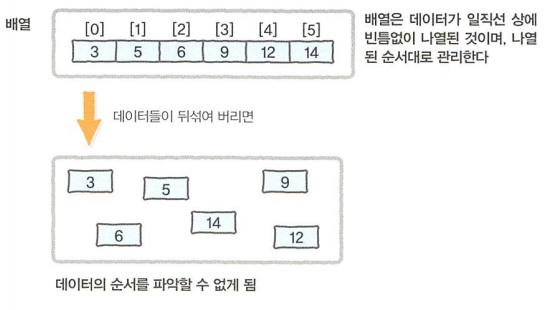 배열
[0] [1] [2] [3] [4] [5]
3 5 6 9 12 14
배열은 데이터가 일직선 상에
빈틈없이 나열된 것이며, 나열
된 순서대로 관리한다
데이터들이 뒤섞여 버리면
3 5 9
14
6 12
데이터의 순서를 파악할 수 없게 됨